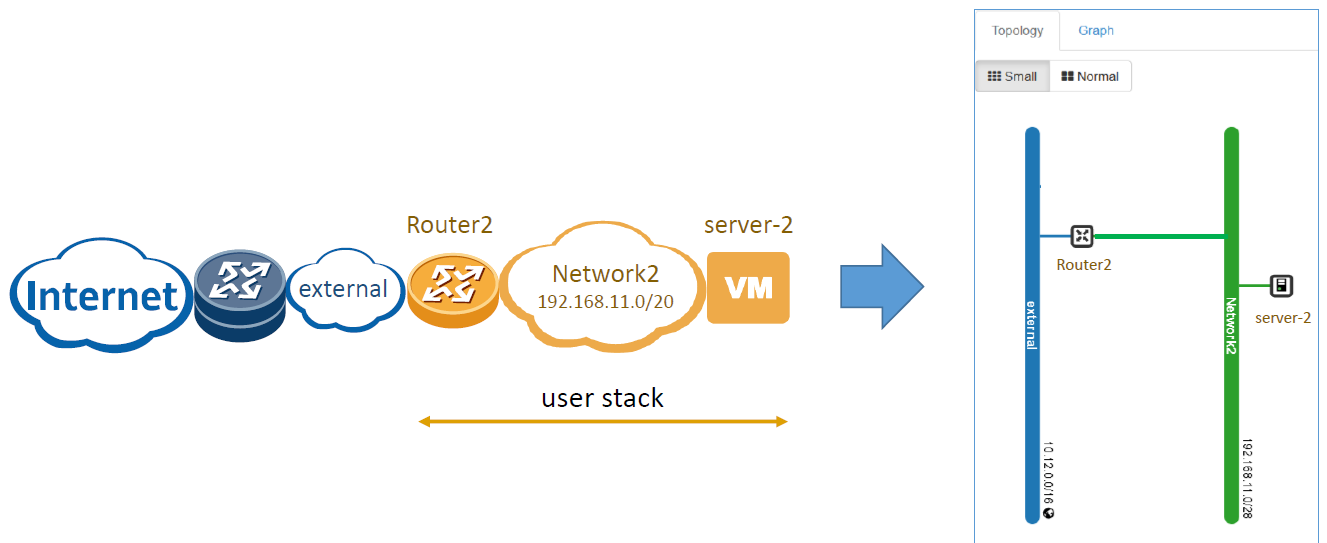 Internet
external
Router2
Network2
192.168.11.0/20
server-2
VM
user stack
Topology
Graph
Small
Normal
external
10.12.0.0/16
Router2
Network2
192.168.11.0/28
server-2